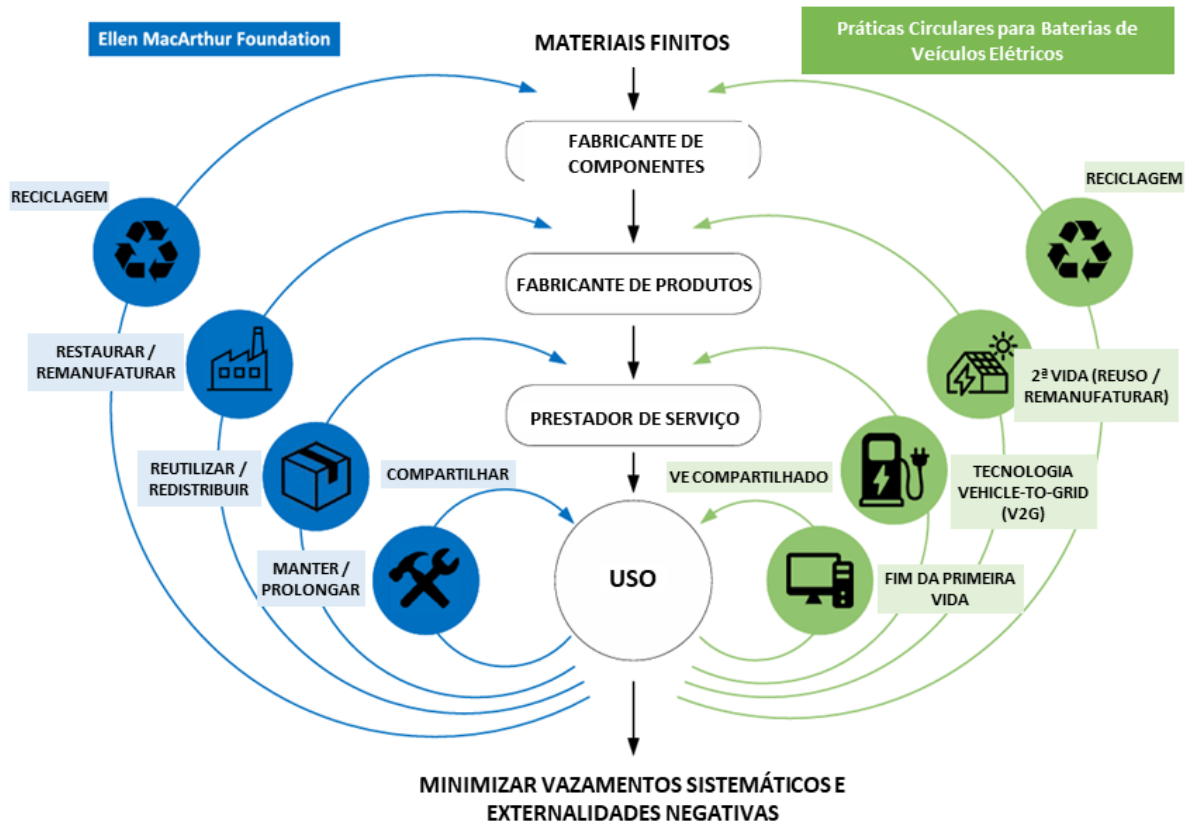 Ellen MacArthur Foundation
MATERIAIS FINITOS
Práticas Circulares para Baterias de
Veículos Elétricos
FABRICANTE DE
COMPONENTES
RECICLAGEM
RECICLAGEM
FABRICANTE DE PRODUTOS
RESTAURAR /
REMANUFATURAR
2ª VIDA (REUSO /
REMANUFATURAR)
PRESTADOR DE SERVIÇO
REUTILIZAR /
REDISTRIBUIR
COMPARTILHAR
VE COMPARTILHADO
TECNOLOGIA
VEHICLE-TO-GRID
(V2G)
MANTER /
PROLONGAR
USO
FIM DA PRIMEIRA
VIDA
MINIMIZAR VAZAMENTOS SISTEMÁTICOS E
EXTERNALIDADES NEGATIVAS